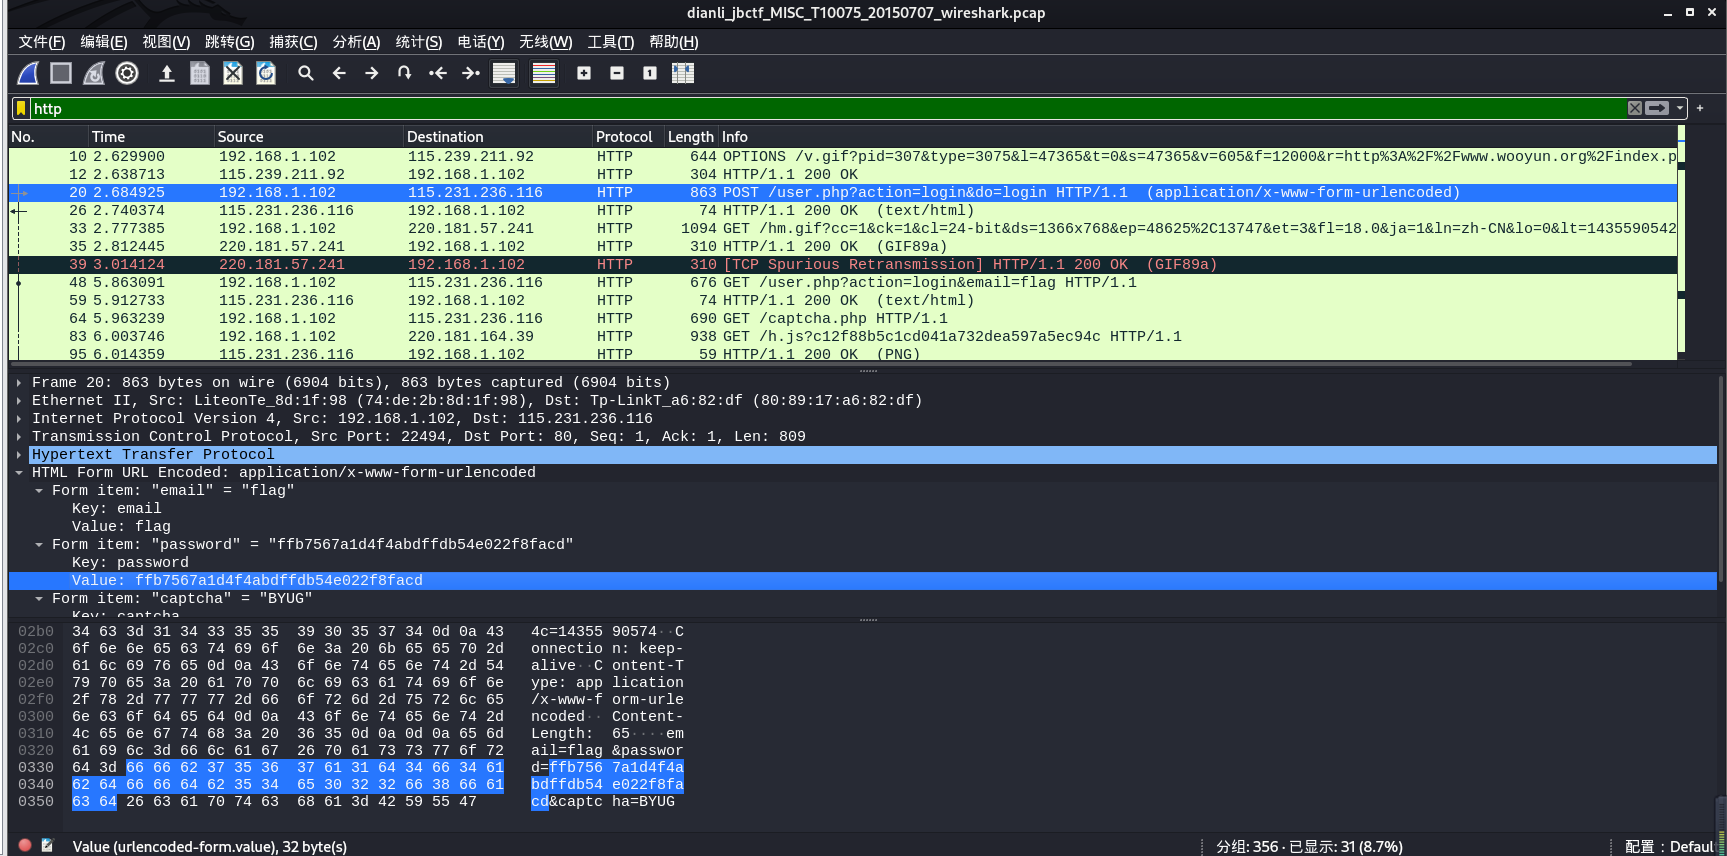 dianli_jbctf_MISC_T10075_20150707_wireshark.pcap
文件(F) 编辑(E) 视图(V) 跳转(G) 捕获(C) 分析(A) 统计(S) 电话(Y) 无线(W) 工具(T) 帮助(H)
http
No. Time Source Destination Protocol Length Info
10 2.629900 192.168.1.102 115.239.211.92 HTTP 644 OPTIONS /v.gif?pid=307&type=3075&l=47365&t=0&s=47365&v=605&f=12000&r=http%3A%2F%2Fwww.wooyun.org%2Findex.p
12 2.638713 115.239.211.92 192.168.1.102 HTTP 304 HTTP/1.1 200 OK
20 2.684925 192.168.1.102 115.231.236.116 HTTP 863 POST /user.php?action=login&do=login HTTP/1.1  (application/x-www-form-urlencoded)
26 2.740374 115.231.236.116 192.168.1.102 HTTP 74 HTTP/1.1 200 OK  (text/html)
33 2.777385 192.168.1.102 220.181.57.241 HTTP 1094 GET /hm.gif?cc=1&ck=1&cl=24-bit&ds=1366x768&ep=48625%2C13747&et=3&fl=18.0&ja=1&ln=zh-CN&lo=0&lt=1435590542
35 2.812445 220.181.57.241 192.168.1.102 HTTP 310 HTTP/1.1 200 OK  (GIF89a)
39 3.014124 220.181.57.241 192.168.1.102 HTTP 310 [TCP Spurious Retransmission] HTTP/1.1 200 OK  (GIF89a)
48 5.863091 192.168.1.102 115.231.236.116 HTTP 676 GET /user.php?action=login&email=flag HTTP/1.1
59 5.912733 115.231.236.116 192.168.1.102 HTTP 74 HTTP/1.1 200 OK  (text/html)
64 5.963239 192.168.1.102 115.231.236.116 HTTP 690 GET /captcha.php HTTP/1.1
83 6.003746 192.168.1.102 220.181.164.39 HTTP 938 GET /h.js?c12f88b5c1cd041a732dea597a5ec94c HTTP/1.1
95 6.014359 115.231.236.116 192.168.1.102 HTTP 59 HTTP/1.1 200 OK  (PNG)
Frame 20: 863 bytes on wire (6904 bits), 863 bytes captured (6904 bits)
Ethernet II, Src: LiteonTe_8d:1f:98 (74:de:2b:8d:1f:98), Dst: Tp-LinkT_a6:82:df (80:89:17:a6:82:df)
Internet Protocol Version 4, Src: 192.168.1.102, Dst: 115.231.236.116
Transmission Control Protocol, Src Port: 22494, Dst Port: 80, Seq: 1, Ack: 1, Len: 809
Hypertext Transfer Protocol
HTML Form URL Encoded: application/x-www-form-urlencoded
Form item: "email" = "flag"
Key: email
Value: flag
Form item: "password" = "ffb7567a1d4f4abdffdb54e022f8facd"
Key: password
Value: ffb7567a1d4f4abdffdb54e022f8facd
Form item: "captcha" = "BYUG"
Key: captcha
02b0 34 63 3d 31 34 33 35 35 39 30 35 37 34 0d 0a 43 4c=14355 90574··C
02c0 6f 6e 6e 65 63 74 69 6f 6e 3a 20 6b 65 65 70 2d onnectio n: keep-
02d0 61 6c 69 76 65 0d 0a 43 6f 6e 74 65 6e 74 2d 54 alive··C ontent-T
02e0 79 70 65 3a 20 61 70 70 6c 69 63 61 74 69 6f 6e ype: app lication
02f0 2f 78 2d 77 77 77 2d 66 6f 72 6d 2d 75 72 6c 65 /x-www-f orm-urle
0300 6e 63 6f 64 65 64 0d 0a 43 6f 6e 74 65 6e 74 2d ncoded·· Content-
0310 4c 65 6e 67 74 68 3a 20 36 35 0d 0a 0d 0a 65 6d Length: 65····em
0320 61 69 6c 3d 66 6c 61 67 26 70 61 73 73 77 6f 72 ail=flag &passwor
0330 64 3d 66 66 62 37 35 36 37 61 31 64 34 66 34 61 d=ffb756 7a1d4f4a
0340 62 64 66 66 64 62 35 34 65 30 32 32 66 38 66 61 bdffdb54 e022f8fa
0350 63 64 26 63 61 70 74 63 68 61 3d 42 59 55 47 cd&captc ha=BYUG
Value (urlencoded-form.value), 32 byte(s) 分组: 356 · 已显示: 31 (8.7%) 配置：Defaul